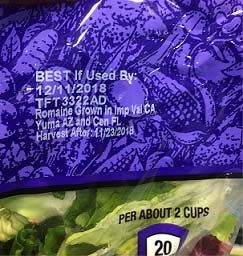 BEST If Used By:
12/11/2018
TFT3322AD
Romaine Grown in Imp Val CA
Yuma AZ and Cen FL
Harvest After: 11/23/2018
PER ABOUT 2 CUPS
20